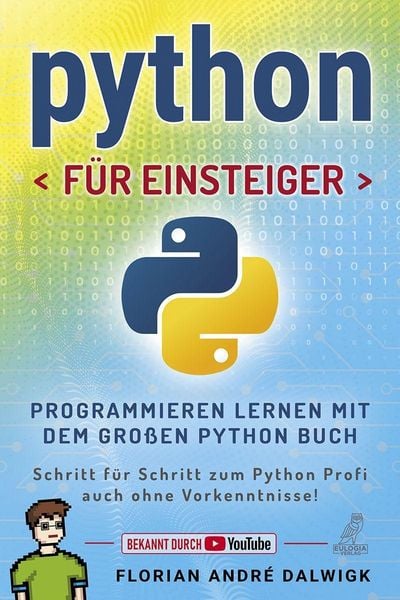 python
< FÜR EINSTEIGER >
PROGRAMMIEREN LERNEN MIT
DEM GROẞEN PYTHON BUCH
Schritt für Schritt zum Python Profi
auch ohne Vorkenntnisse!
BEKANNT DURCH YouTube
EULOGIA
VERLAG
FLORIAN ANDRÉ DALWIGK